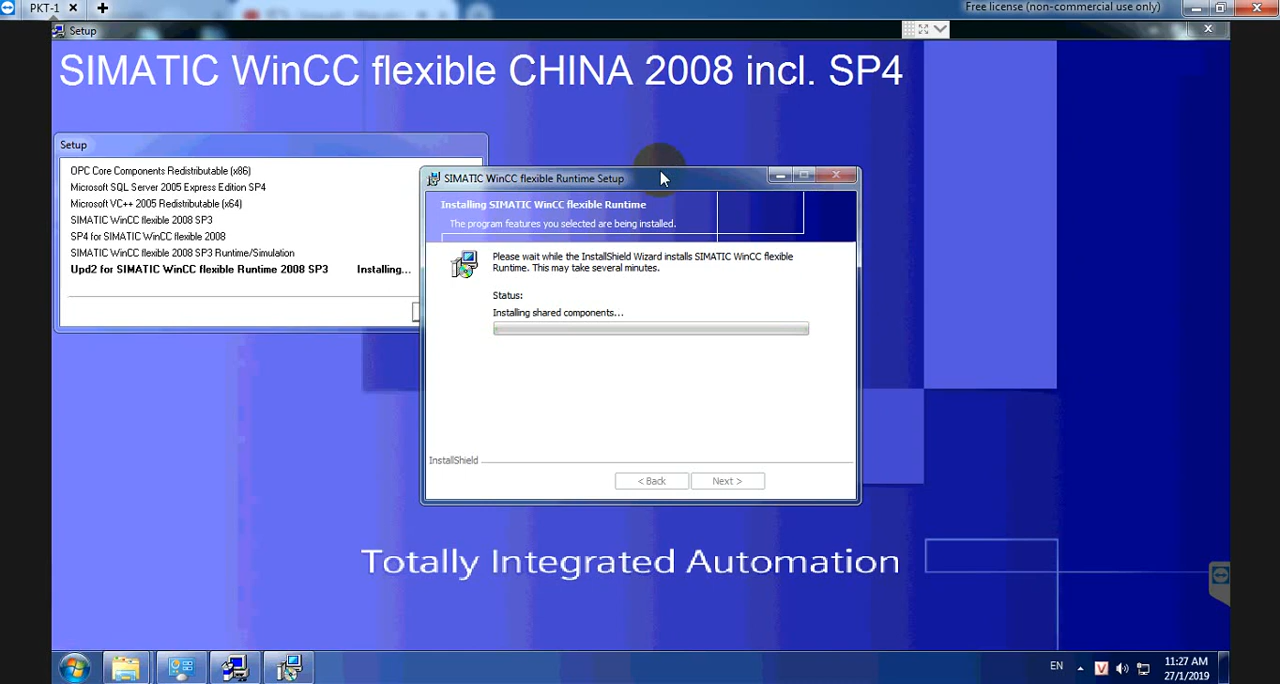 PKT-1
Free license (non-commercial use only)
Setup
SIMATIC WinCC flexible CHINA 2008 incl. SP4
Setup
OPC Core Components Redistributable (x86)
Microsoft SQL Server 2005 Express Edition SP4
Microsoft VC++ 2005 Redistributable (x64)
SIMATIC WinCC flexible 2008 SP3
SP4 for SIMATIC WinCC flexible 2008
SIMATIC WinCC flexible 2008 SP3 Runtime/Simulation
Upd2 for SIMATIC WinCC flexible Runtime 2008 SP3 Installing...
SIMATIC WinCC flexible Runtime Setup
Installing SIMATIC WinCC flexible Runtime
The program features you selected are being installed.
Please wait while the InstallShield Wizard installs SIMATIC WinCC flexible
Runtime. This may take several minutes.
Status:
Installing shared components...
InstallShield
< Back Next >
Totally Integrated Automation
EN
11:27 AM
27/1/2019